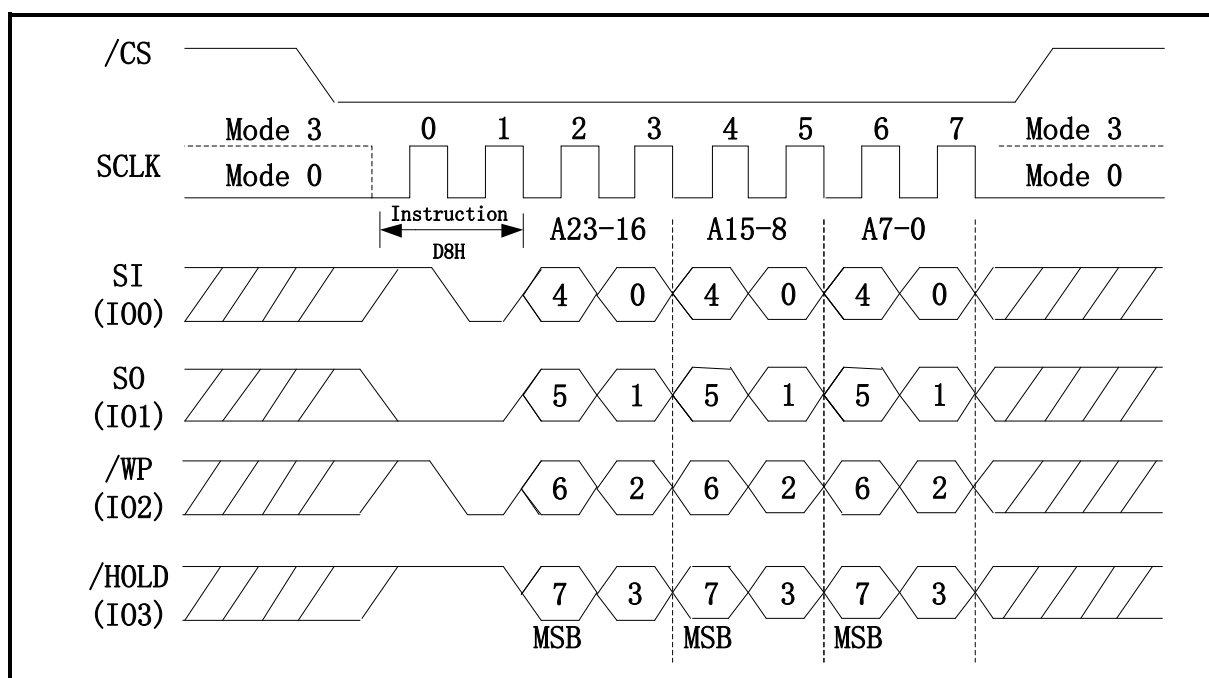 /CS
Mode 3 0 1 2 3 4 5 6 7 Mode 3
SCLK
Mode 0 Mode 0
Instruction
D8H
A23-16 A15-8 A7-0
SI
(IO0)
4 0 4 0 4 0
SO
(IO1)
5 1 5 1 5 1
/WP
(IO2)
6 2 6 2 6 2
/HOLD
(IO3)
7 3 7 3 7 3
MSB MSB MSB